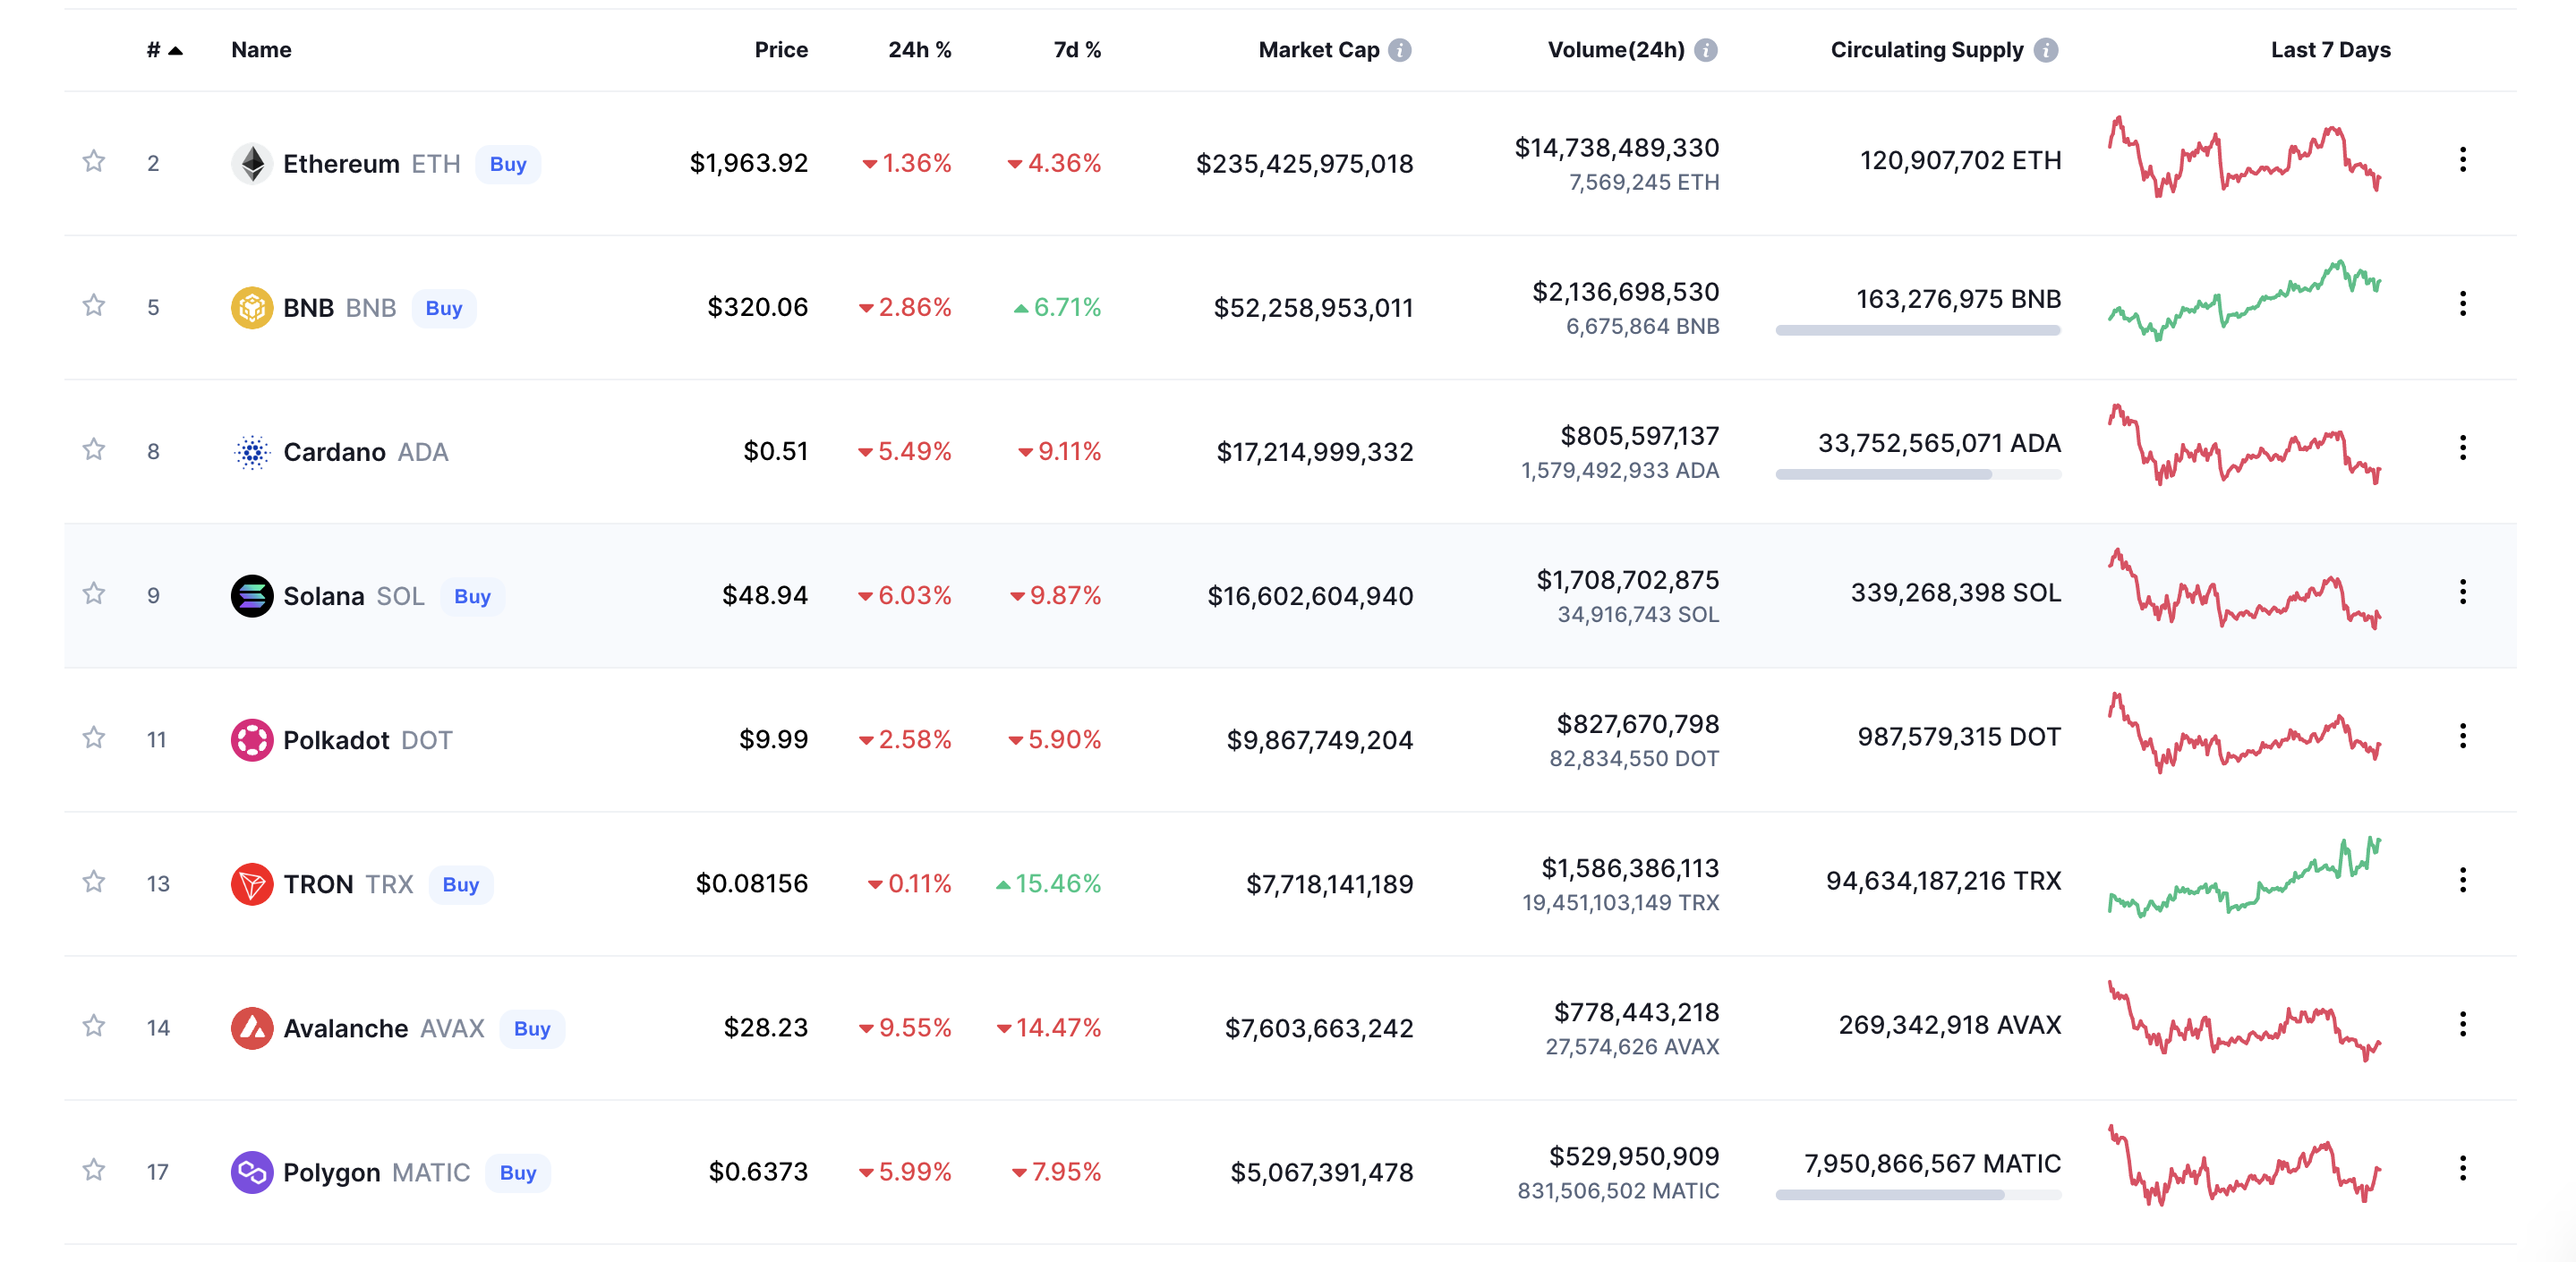 # Name Price 24h % 7d % Market Cap Volume(24h) Circulating Supply Last 7 Days
2 Ethereum ETH Buy $1,963.92 1.36% 4.36% $235,425,975,018 $14,738,489,330 120,907,702 ETH
7,569,245 ETH
5 BNB BNB Buy $320.06 2.86% 6.71% $52,258,953,011 $2,136,698,530 163,276,975 BNB
6,675,864 BNB
8 Cardano ADA $0.51 5.49% 9.11% $17,214,999,332 $805,597,137 33,752,565,071 ADA
1,579,492,933 ADA
9 Solana SOL Buy $48.94 6.03% 9.87% $16,602,604,940 $1,708,702,875 339,268,398 SOL
34,916,743 SOL
11 Polkadot DOT $9.99 2.58% 5.90% $9,867,749,204 $827,670,798 987,579,315 DOT
82,834,550 DOT
13 TRON TRX Buy $0.08156 0.11% 15.46% $7,718,141,189 $1,586,386,113 94,634,187,216 TRX
19,451,103,149 TRX
14 Avalanche AVAX Buy $28.23 9.55% 14.47% $7,603,663,242 $778,443,218 269,342,918 AVAX
27,574,626 AVAX
17 Polygon MATIC Buy $0.6373 5.99% 7.95% $5,067,391,478 $529,950,909 7,950,866,567 MATIC
831,506,502 MATIC